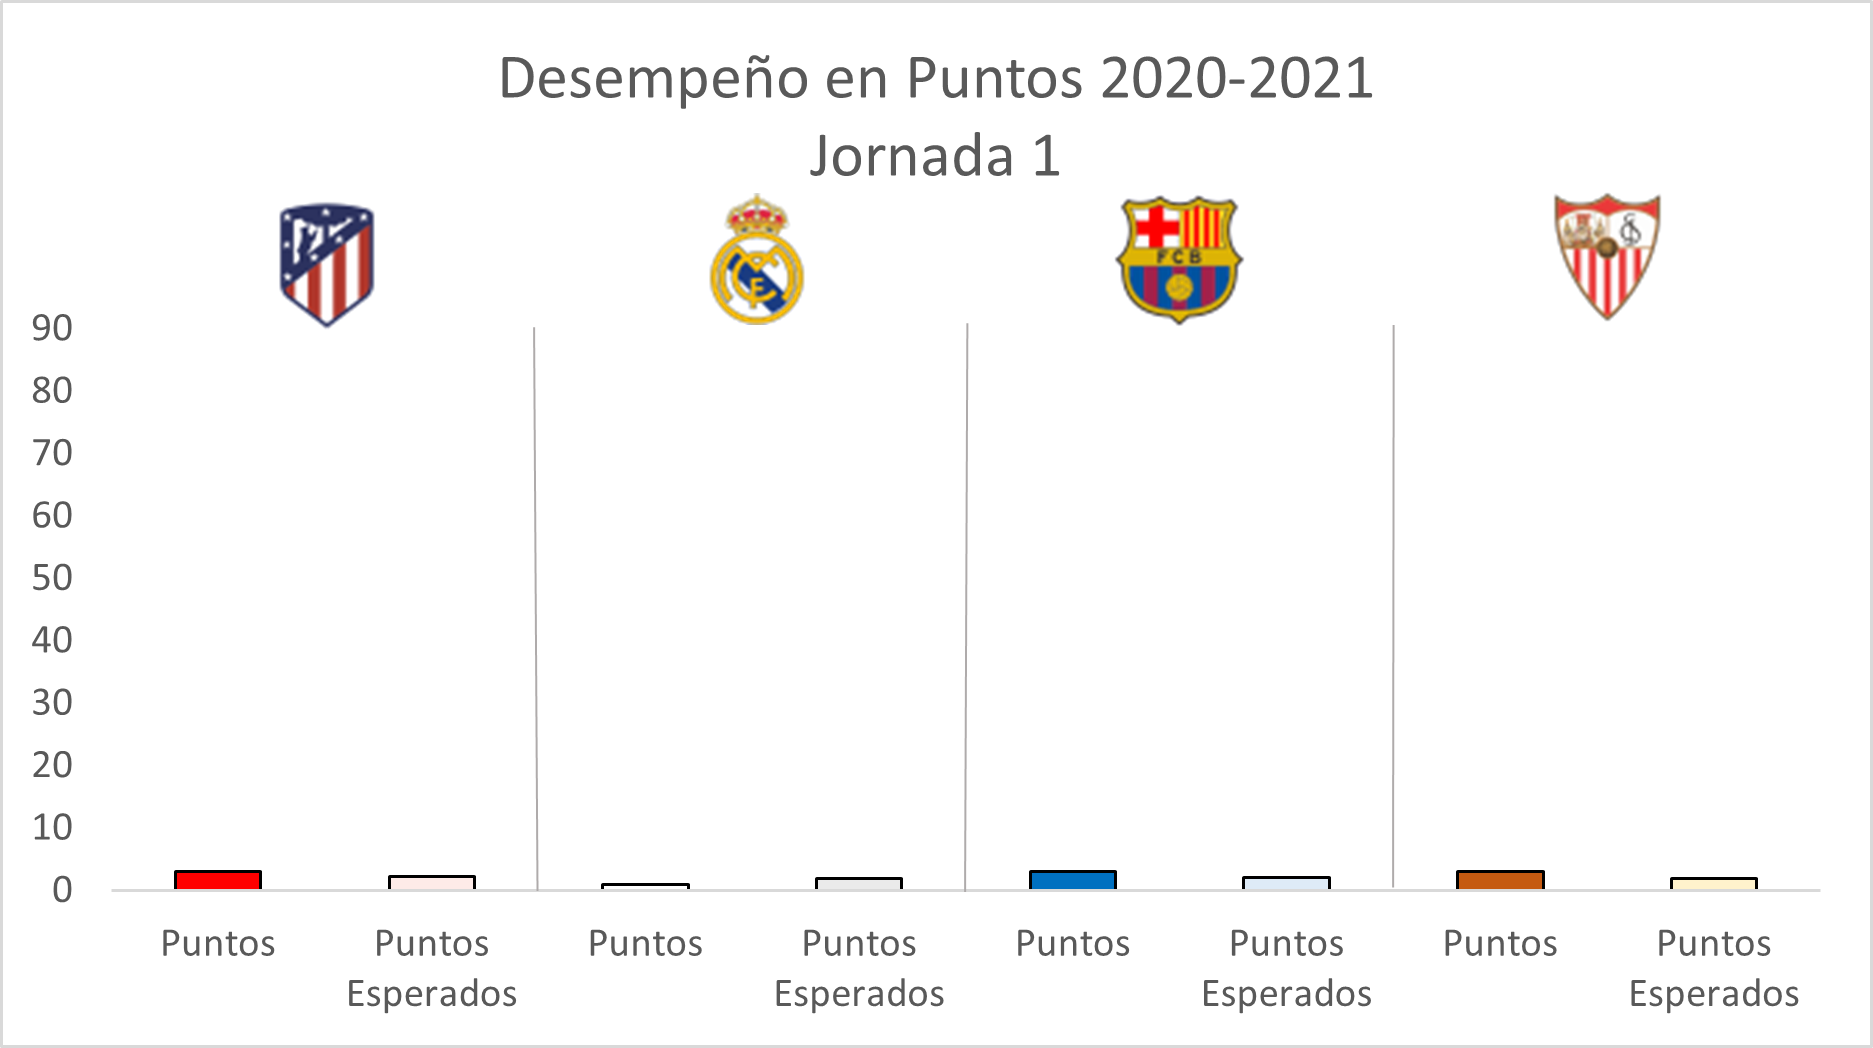 Desempeño en Puntos 2020-2021
Jornada 1
FCB
90
80
70
60
50
40
30
20
10
0
Puntos
Puntos
Esperados
Puntos
Puntos
Esperados
Puntos
Puntos
Esperados
Puntos
Puntos
Esperados